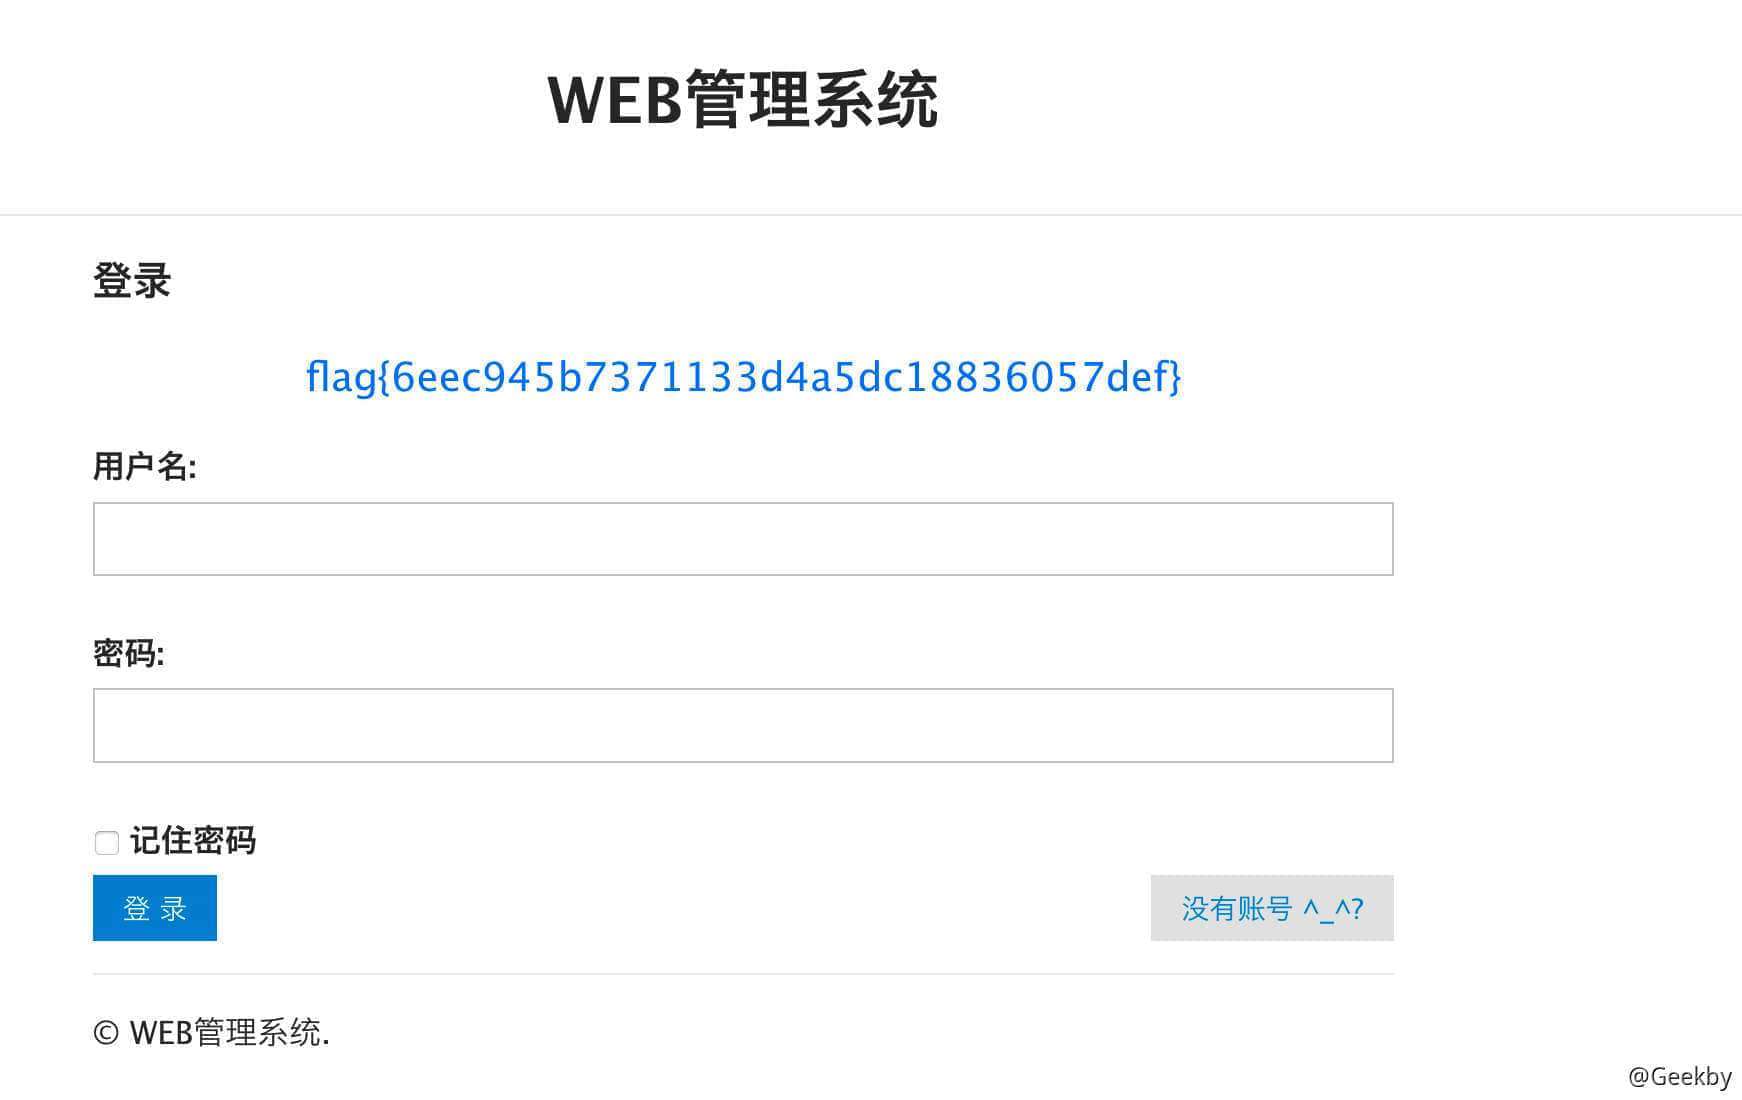 WEB管理系统
登录
flag{6eec945b7371133d4a5dc18836057def}
用户名:
密码:
记住密码
登 录
没有账号 ^_^?
© WEB管理系统.
@Geekby